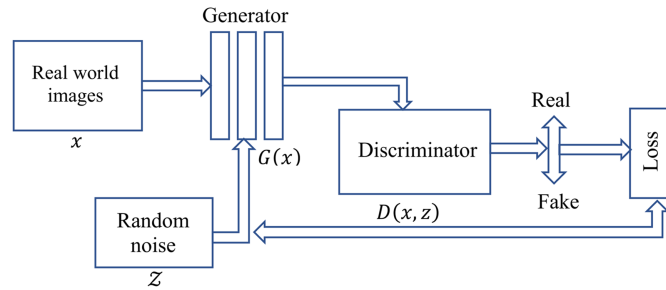 Generator
Real world
images
x
G(x)
Discriminator
Real
Fake
Loss
Random
noise
Z
D(x, z)